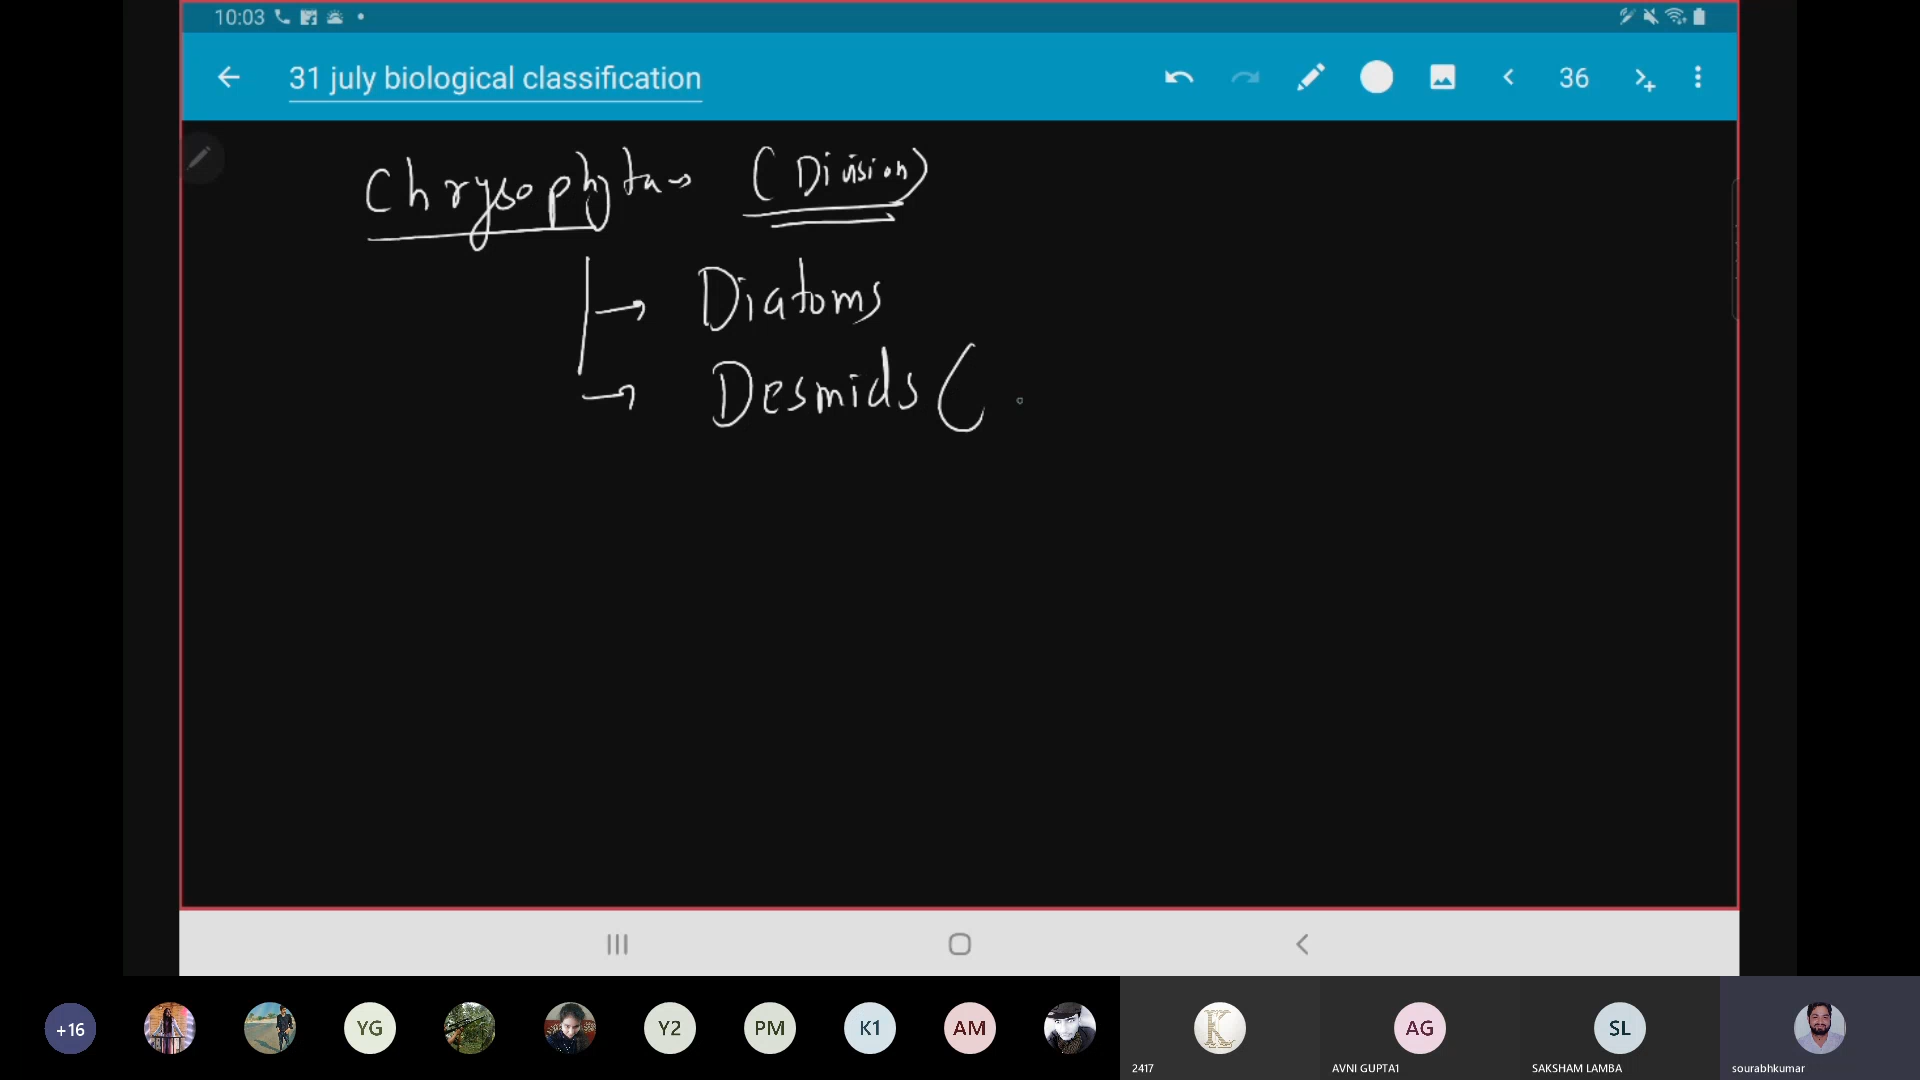 10:03
31 july biological classification
36
Chrysophyta → (Division)
→ Diatoms
→ Desmids (
+16
YG
Y2
PM
K1
AM
K
2417
AG
AVNI GUPTA1
SL
SAKSHAM LAMBA
sourabhkumar